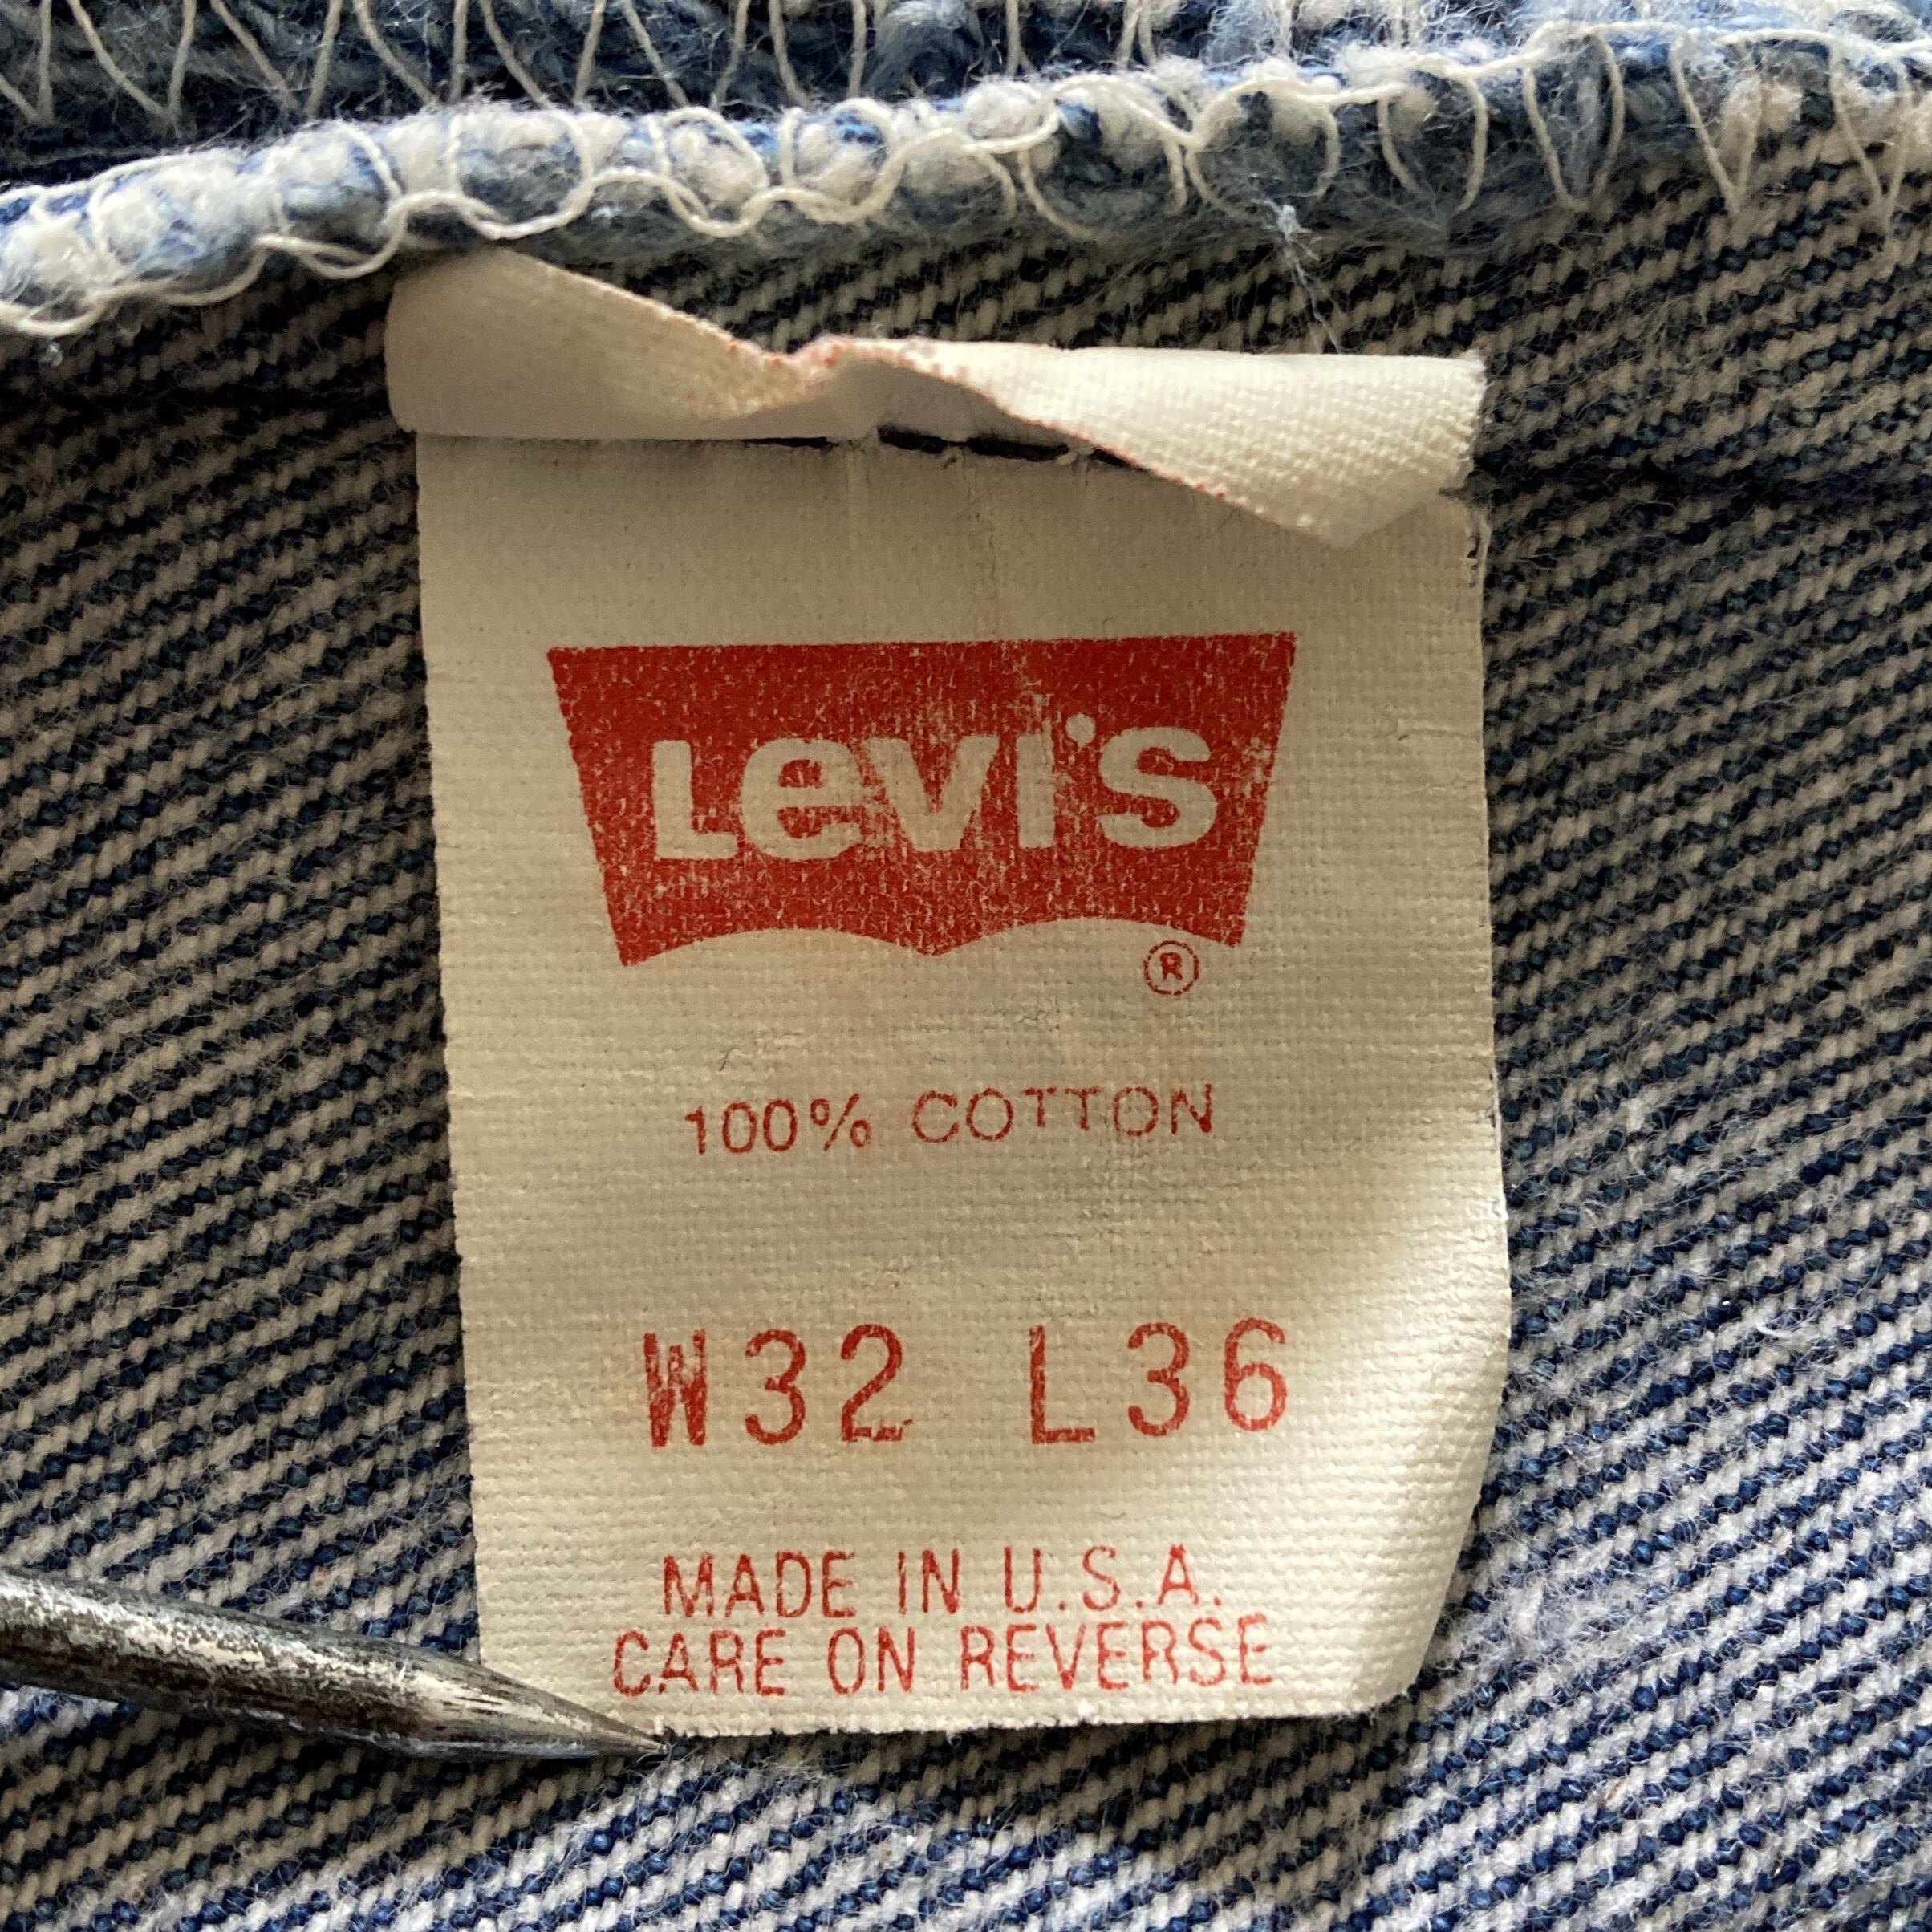 Levi's
®
100% COTTON
W32 L36
MADE IN U.S.A.
CARE ON REVERSE